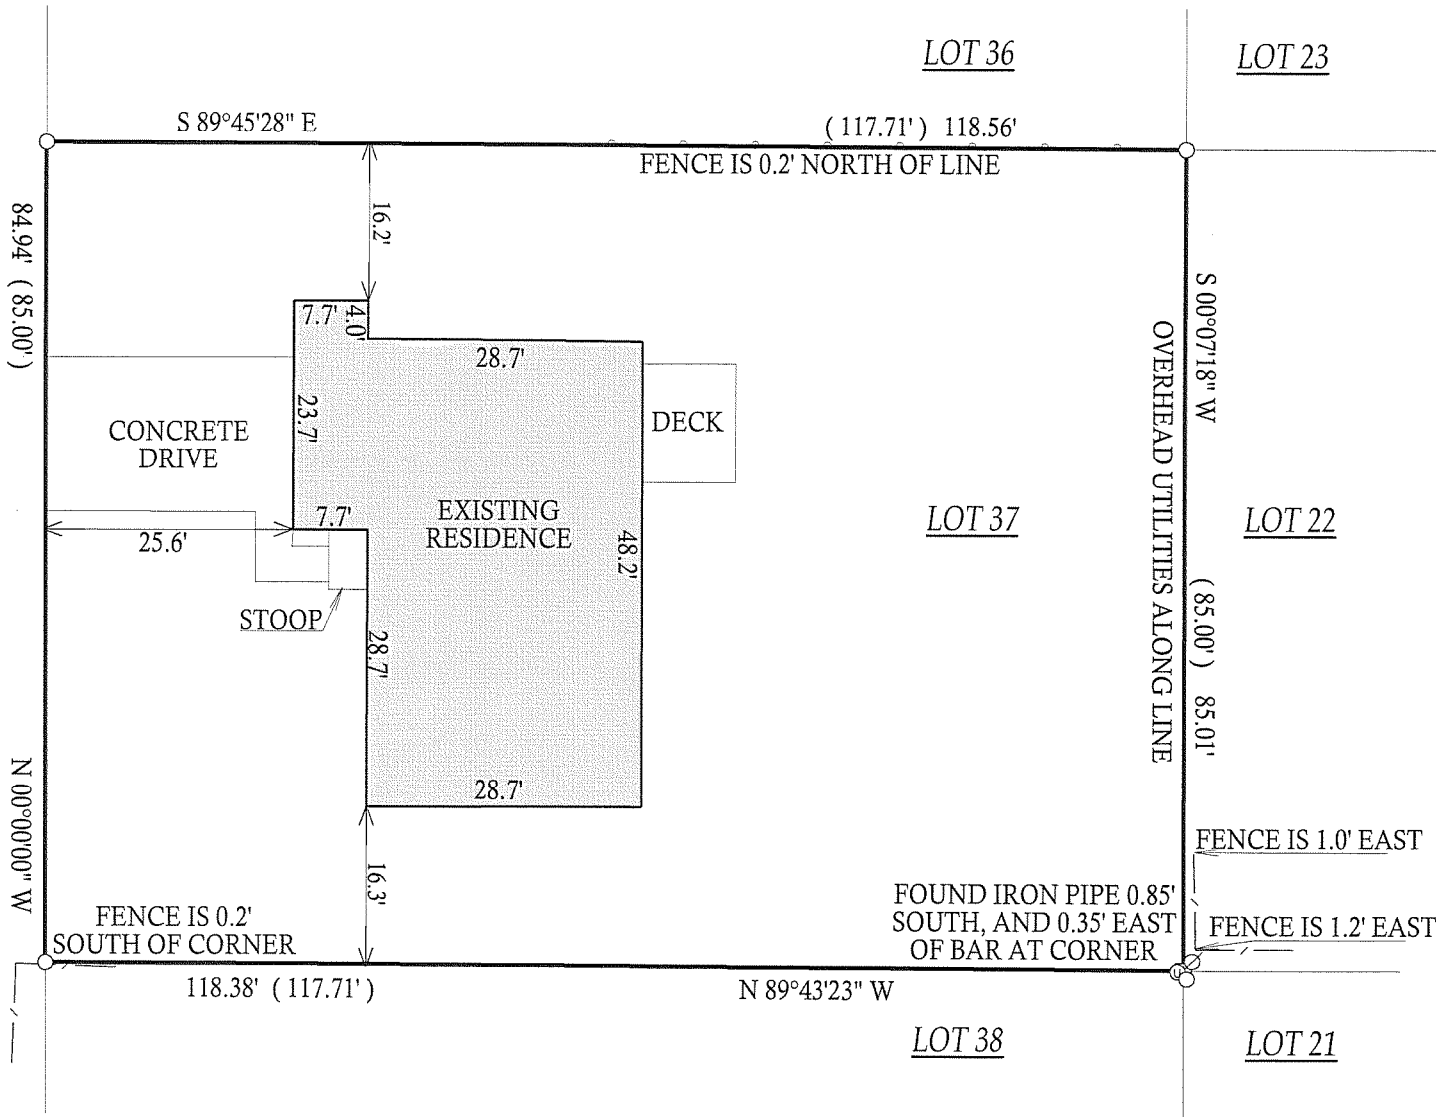 LOT 36
LOT 23
S 89°45'28" E
( 117.71' ) 118.56'
FENCE IS 0.2' NORTH OF LINE
84.94' ( 85.00' )
16.2'
S 00°07'18" W
OVERHEAD UTILITIES ALONG LINE
7.7'
4.0'
28.7'
23.7'
DECK
CONCRETE
DRIVE
7.7'
EXISTING
RESIDENCE
48.2'
LOT 37
LOT 22
25.6'
STOOP
28.7'
( 85.00' ) 85.01'
28.7'
N 00°00'00" W
16.3'
FENCE IS 1.0' EAST
FENCE IS 0.2'
SOUTH OF CORNER
FOUND IRON PIPE 0.85'
SOUTH, AND 0.35' EAST
OF BAR AT CORNER
FENCE IS 1.2' EAST
118.38' ( 117.71' )
N 89°43'23" W
LOT 38
LOT 21